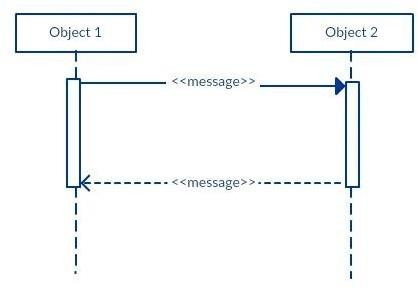 Object 1
Object 2
<<message>>
<<message>>